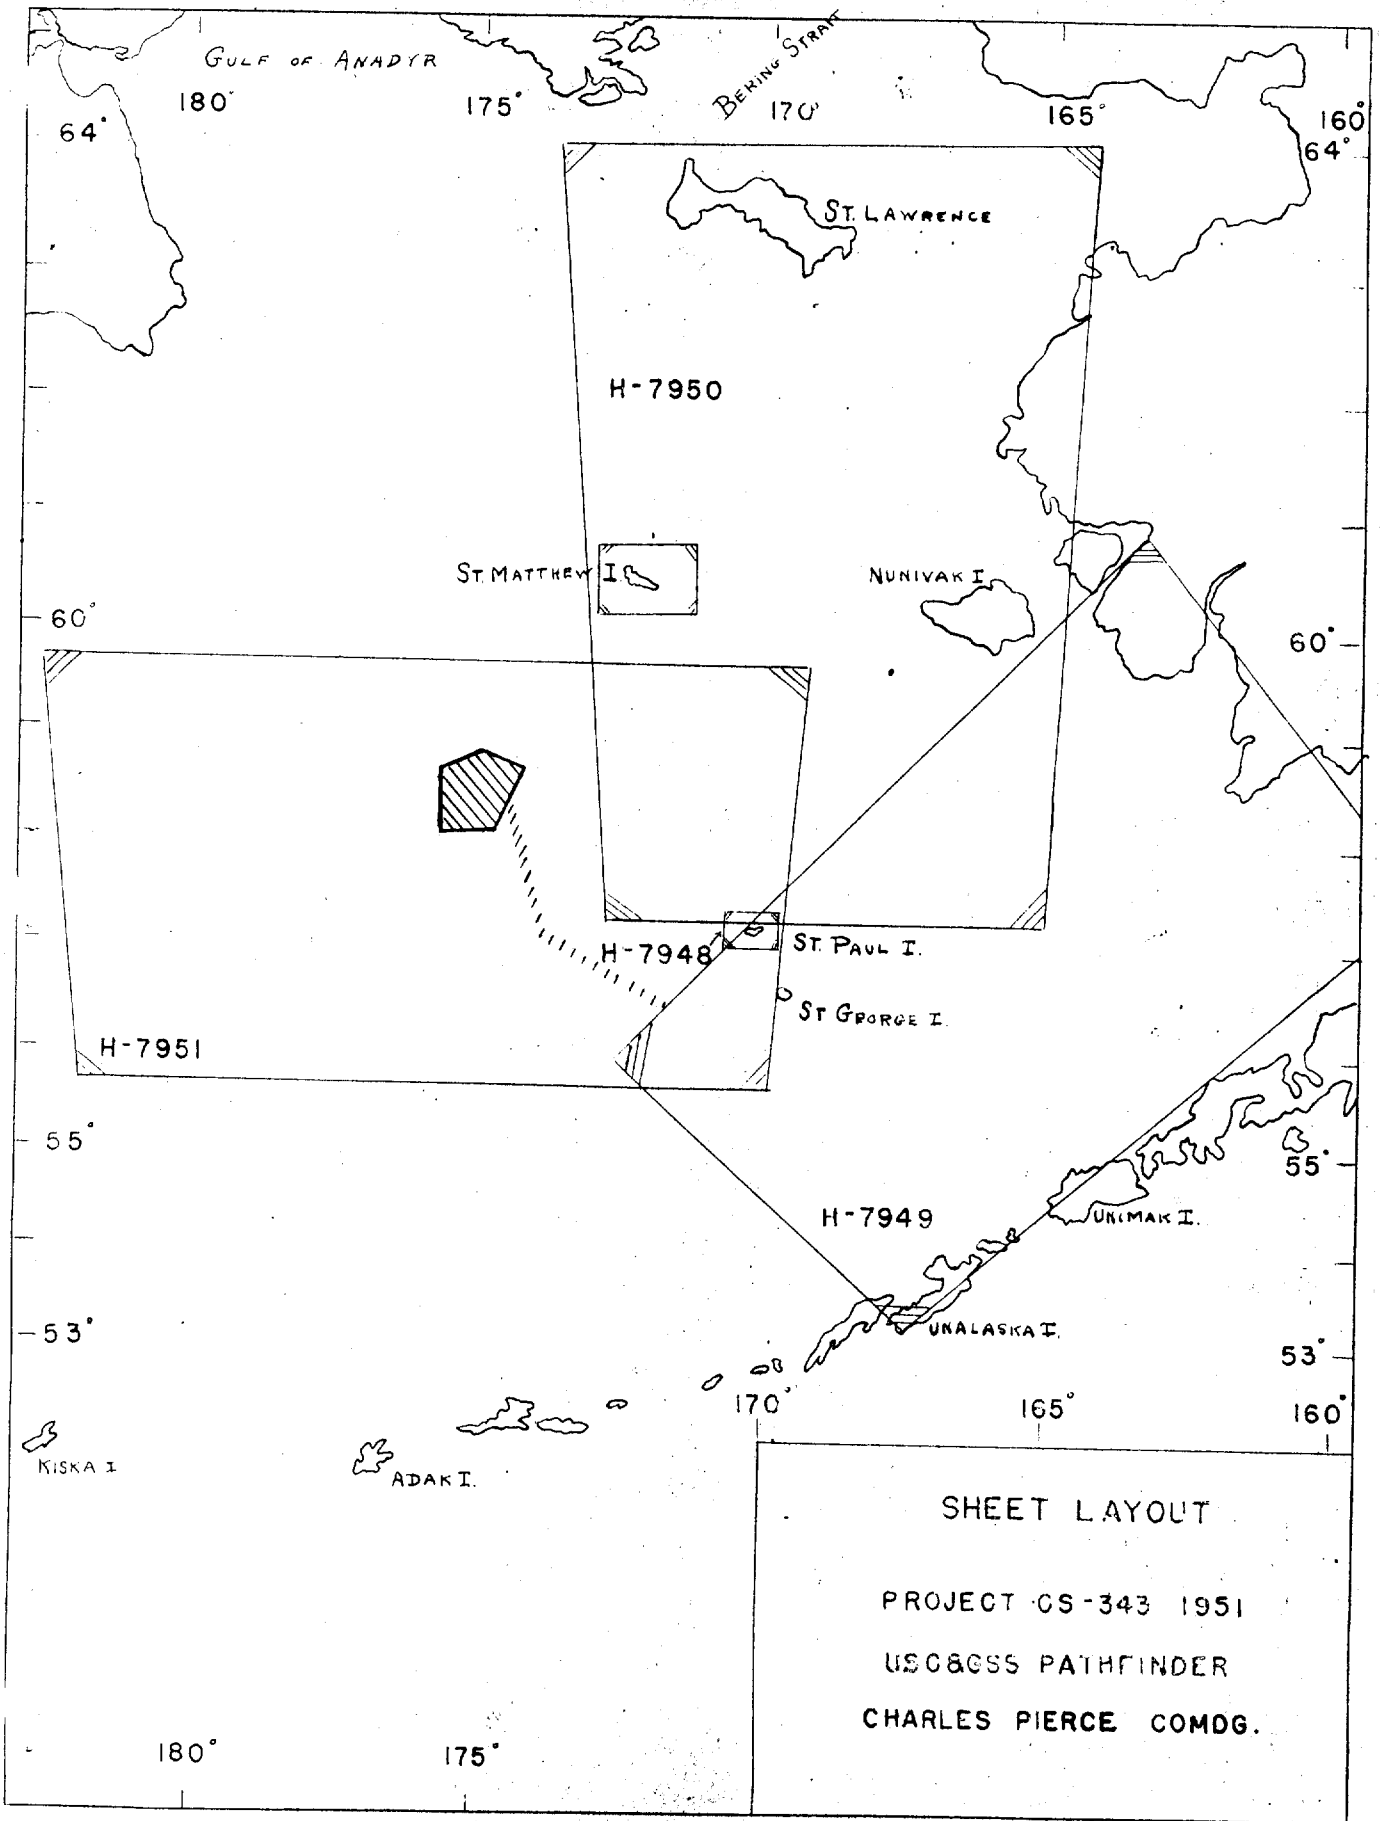 GULF OF ANADYR
BERING STRAIT
180° 175° 170° 165° 160°
64° 64°
ST. LAWRENCE
H-7950
ST. MATTHEW I.
NUNIVAK I.
60° 60°
H-7948
ST. PAUL I.
ST GEORGE I.
H-7951
55° 55°
H-7949
UNIMAK I.
UNALASKA I.
53° 53°
170° 165° 160°
KISKA I
ADAK I.
SHEET LAYOUT
PROJECT CS-343 1951
USC&GSS PATHFINDER
CHARLES PIERCE COMDG.
180° 175°